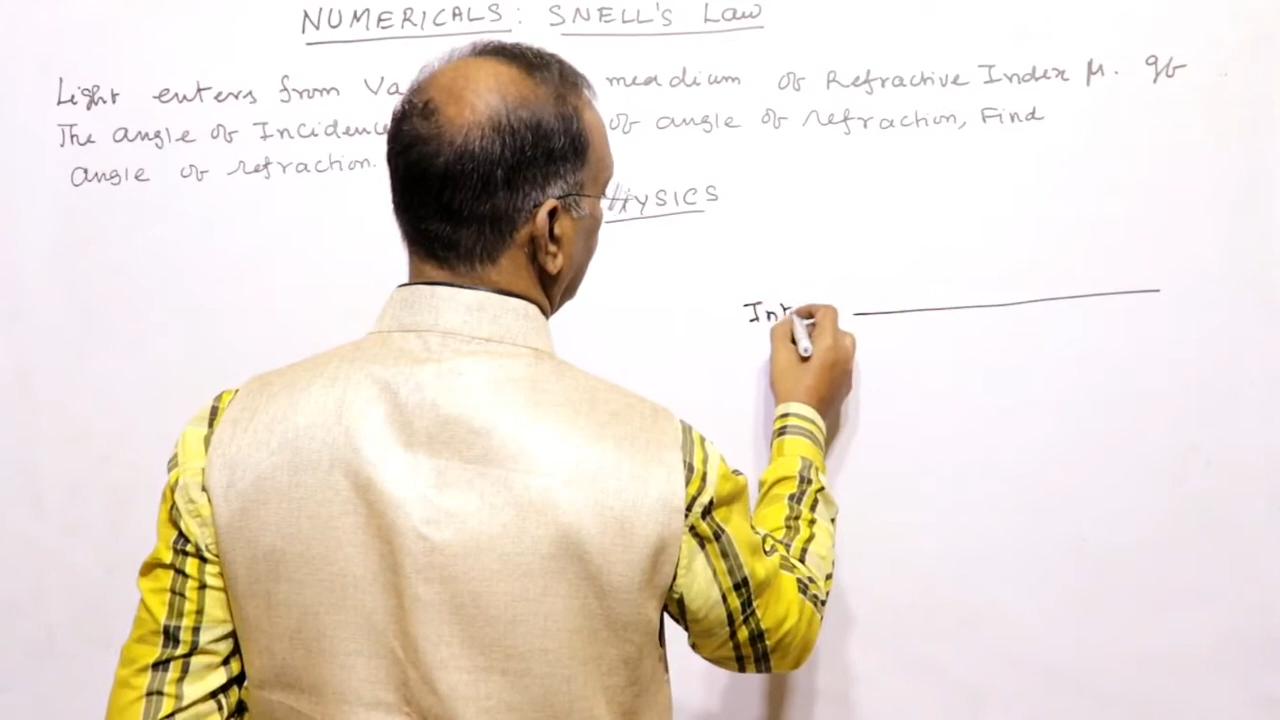 NUMERICALS: SNELL'S LAW
Light enters from Va meadium of Refractive Index μ. If
The angle of Incidence of angle of refraction, Find
angle of refraction.
HYSICS
Int